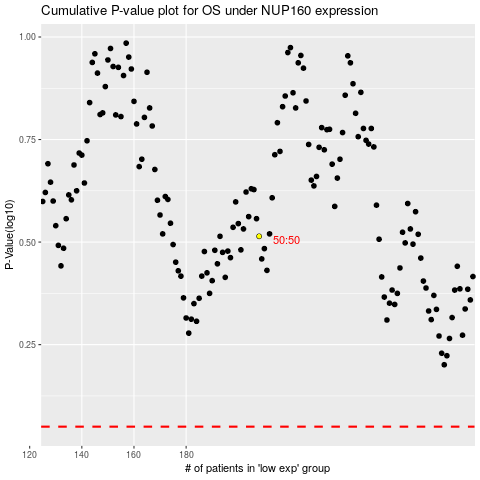 Cumulative P-value plot for OS under NUP160 expression
P-Value(log10)
1.00
0.75
0.50
0.25
50:50
120 140 160 180
# of patients in 'low exp' group